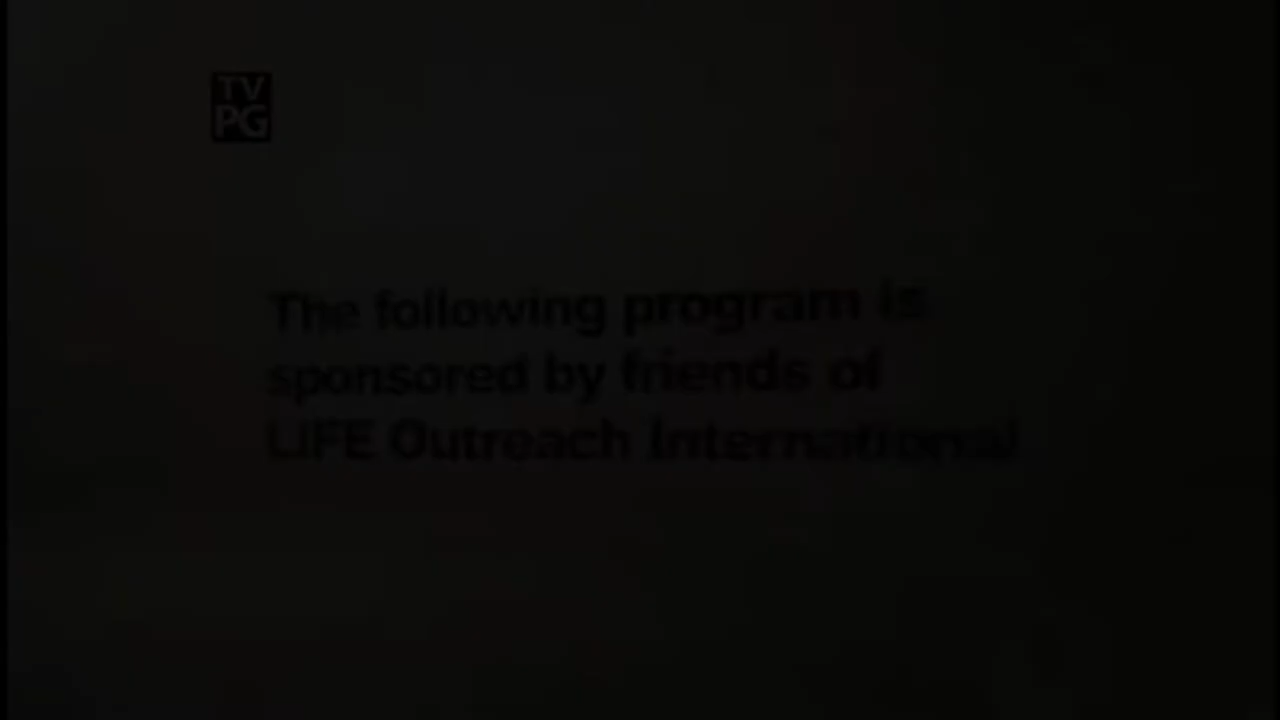 TV
PG
The following program is
sponsored by friends of
LIFE Outreach International